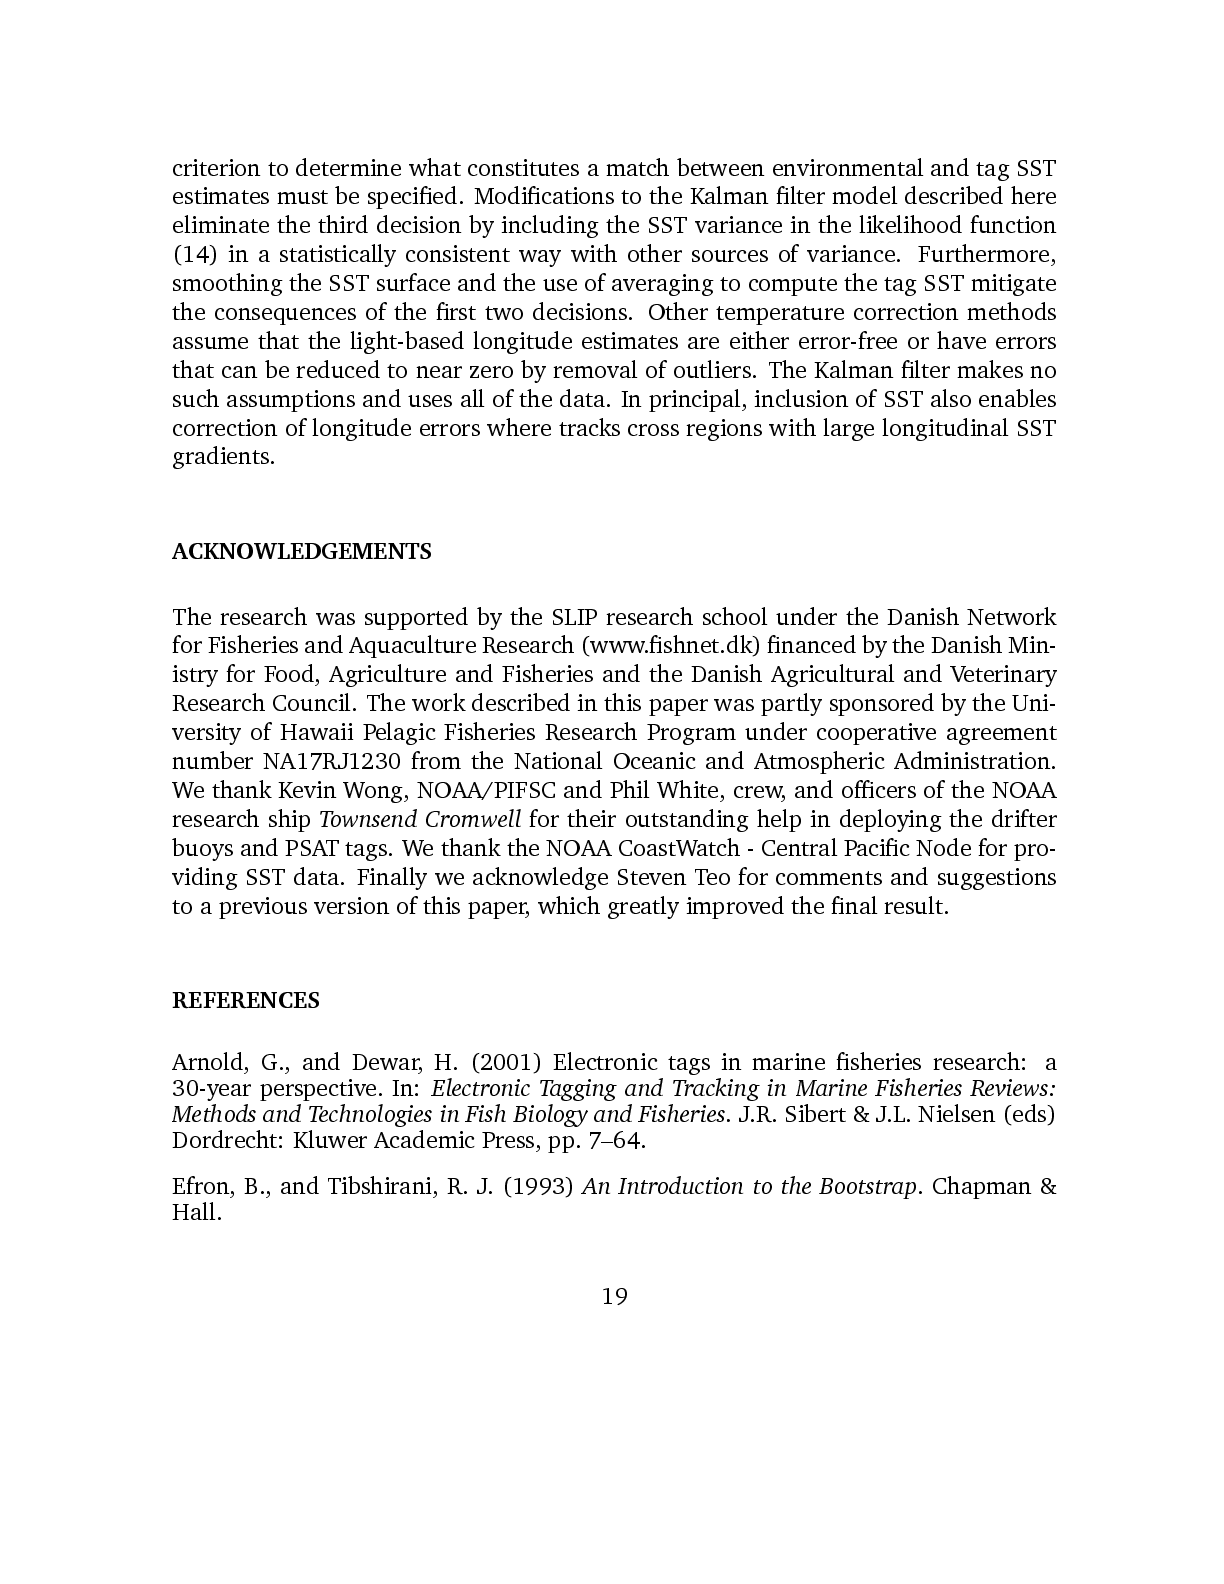 criterion to determine what constitutes a match between environmental and tag SST
estimates must be specified. Modifications to the Kalman filter model described here
eliminate the third decision by including the SST variance in the likelihood function
(14) in a statistically consistent way with other sources of variance. Furthermore,
smoothing the SST surface and the use of averaging to compute the tag SST mitigate
the consequences of the first two decisions. Other temperature correction methods
assume that the light-based longitude estimates are either error-free or have errors
that can be reduced to near zero by removal of outliers. The Kalman filter makes no
such assumptions and uses all of the data. In principal, inclusion of SST also enables
correction of longitude errors where tracks cross regions with large longitudinal SST
gradients.
ACKNOWLEDGEMENTS
The research was supported by the SLIP research school under the Danish Network
for Fisheries and Aquaculture Research (www.fishnet.dk) financed by the Danish Min-
istry for Food, Agriculture and Fisheries and the Danish Agricultural and Veterinary
Research Council. The work described in this paper was partly sponsored by the Uni-
versity of Hawaii Pelagic Fisheries Research Program under cooperative agreement
number NA17RJ1230 from the National Oceanic and Atmospheric Administration.
We thank Kevin Wong, NOAA/PIFSC and Phil White, crew, and officers of the NOAA
research ship Townsend Cromwell for their outstanding help in deploying the drifter
buoys and PSAT tags. We thank the NOAA CoastWatch - Central Pacific Node for pro-
viding SST data. Finally we acknowledge Steven Teo for comments and suggestions
to a previous version of this paper, which greatly improved the final result.
REFERENCES
Arnold, G., and Dewar, H. (2001) Electronic tags in marine fisheries research: a
30-year perspective. In: Electronic Tagging and Tracking in Marine Fisheries Reviews:
Methods and Technologies in Fish Biology and Fisheries. J.R. Sibert & J.L. Nielsen (eds)
Dordrecht: Kluwer Academic Press, pp. 7–64.
Efron, B., and Tibshirani, R. J. (1993) An Introduction to the Bootstrap. Chapman &
Hall.
19